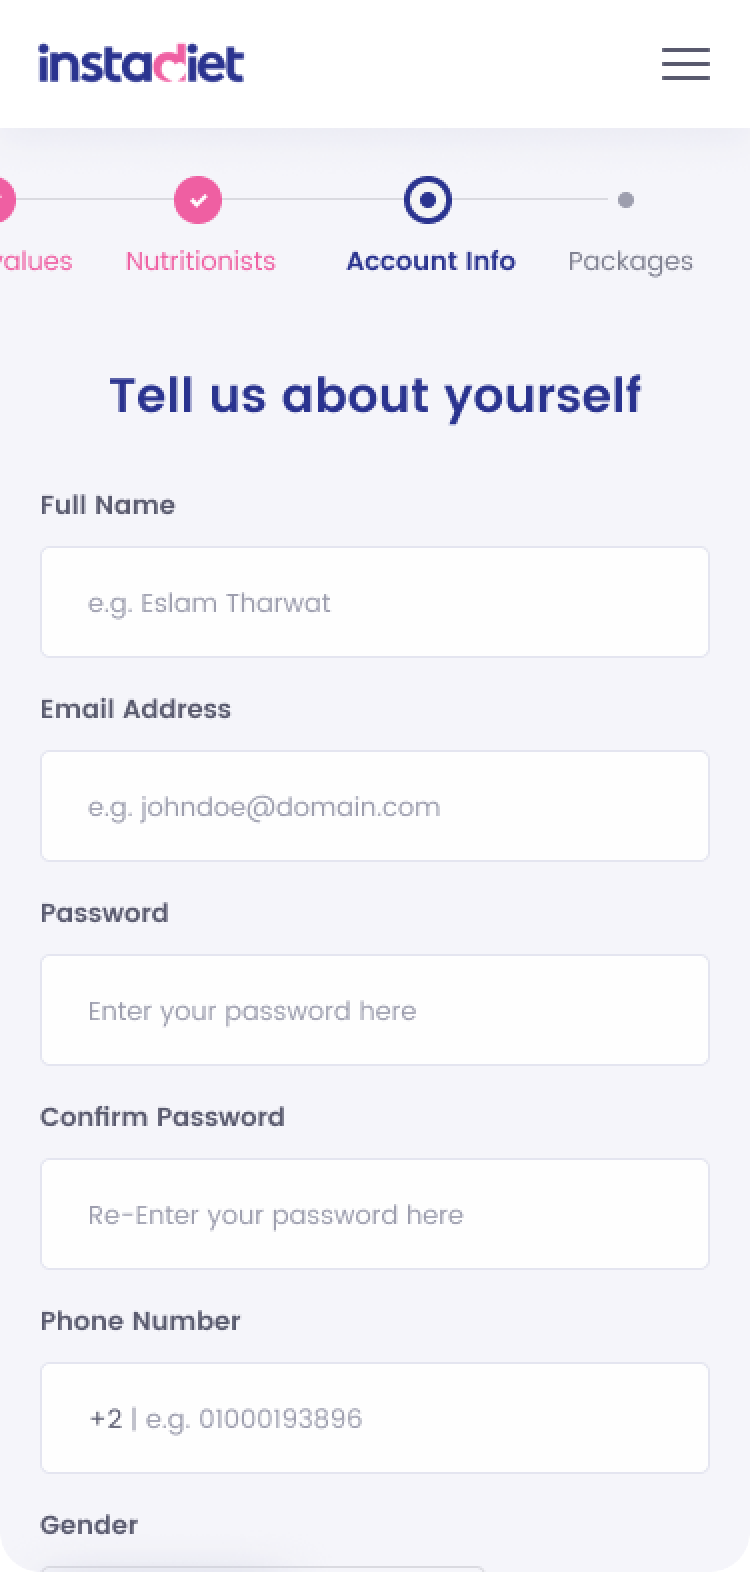 instadiet
values Nutritionists Account Info Packages
Tell us about yourself
Full Name
e.g. Eslam Tharwat
Email Address
e.g. johndoe@domain.com
Password
Enter your password here
Confirm Password
Re-Enter your password here
Phone Number
+2 | e.g. 01000193896
Gender